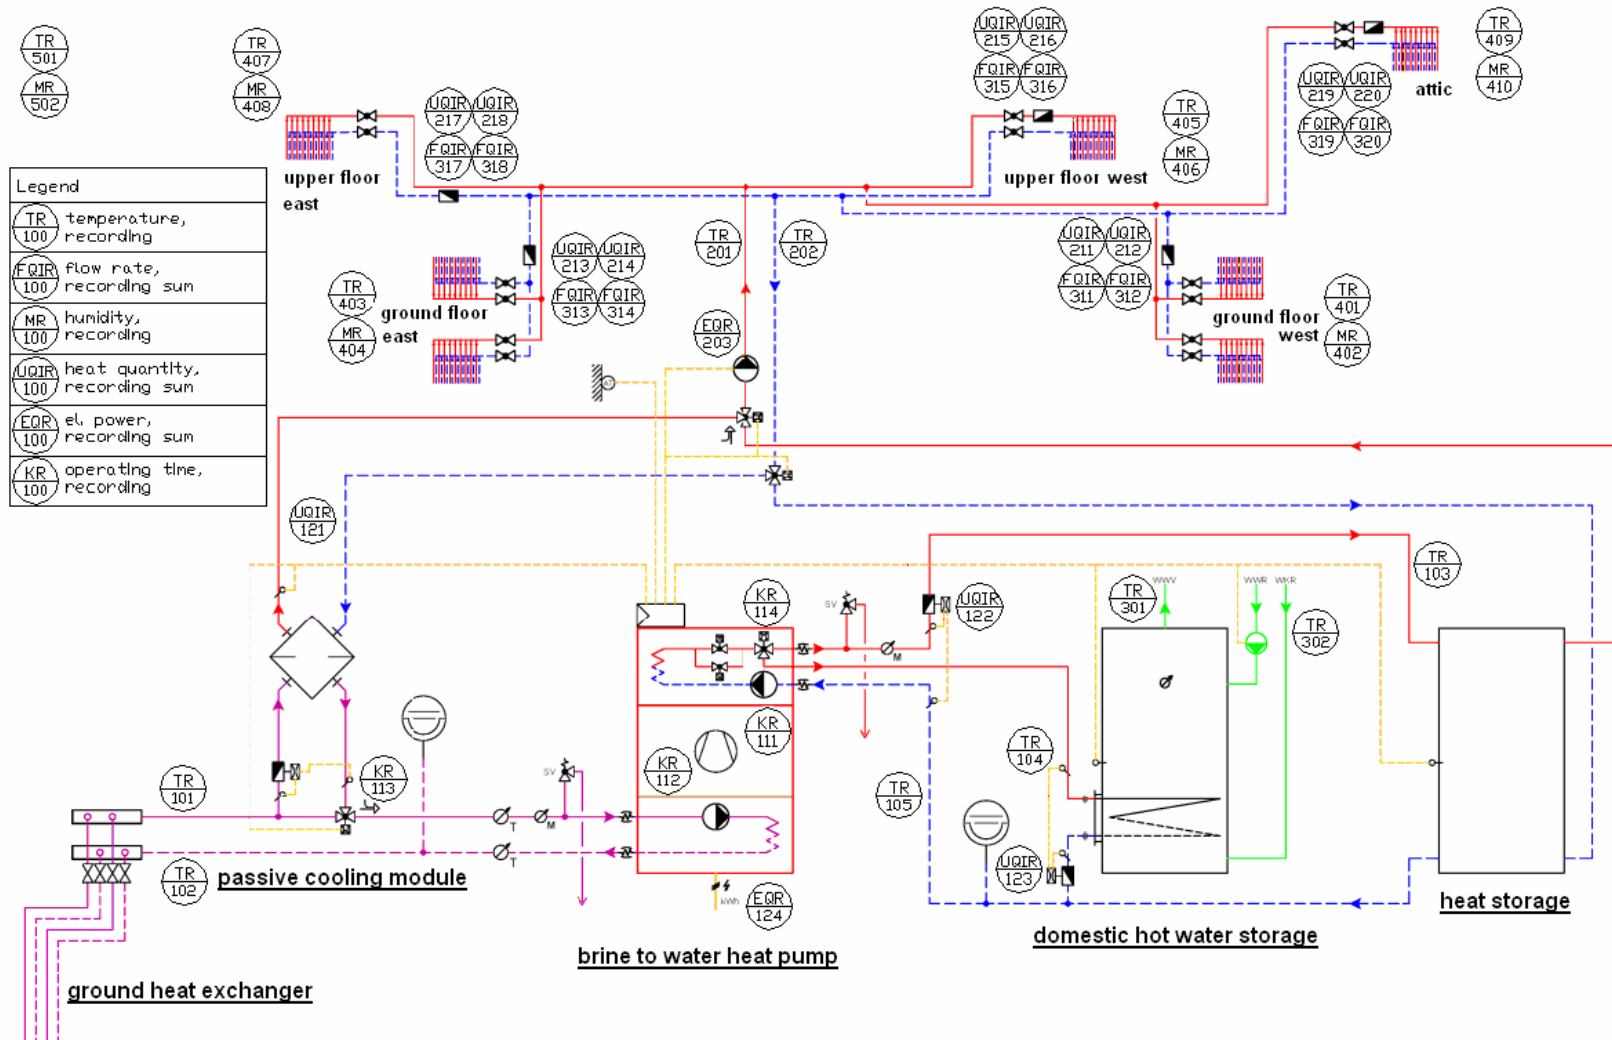 TR
501
MR
502
TR
407
MR
408
UQIR UQIR
217 218
FQIR FQIR
317 318
upper floor
east
UQIR UQIR
215 216
FQIR FQIR
315 316
TR
405
MR
406
upper floor west
UQIR UQIR
219 220
FQIR FQIR
319 320
TR
409
MR
410
attic
Legend
TR
100
temperature,
recording
FQIR
100
flow rate,
recording sum
MR
100
humidity,
recording
UQIR
100
heat quantity,
recording sum
EQR
100
el. power,
recording sum
KR
100
operating time,
recording
TR
403
MR
404
ground floor
east
UQIR UQIR
213 214
FQIR FQIR
313 314
TR
201
TR
202
EQR
203
UQIR UQIR
211 212
FQIR FQIR
311 312
ground floor
west
TR
401
MR
402
AT
UQIR
121
KR
114
SV
M
UQIR
122
TR
301
WWV
WWR
WKR
TR
302
TR
103
KR
111
KR
112
TR
101
KR
113
SV
T
M
T
TR
102
passive cooling module
TR
104
TR
105
UQIR
123
kWh
EQR
124
heat storage
domestic hot water storage
brine to water heat pump
ground heat exchanger